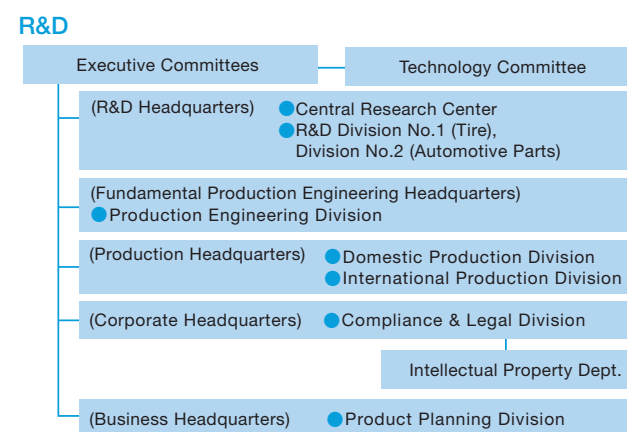 R&D
Executive Committees
Technology Committee
(R&D Headquarters) ●Central Research Center
●R&D Division No.1 (Tire),
Division No.2 (Automotive Parts)
(Fundamental Production Engineering Headquarters)
●Production Engineering Division
(Production Headquarters) ●Domestic Production Division
●International Production Division
(Corporate Headquarters) ●Compliance & Legal Division
Intellectual Property Dept.
(Business Headquarters) ●Product Planning Division